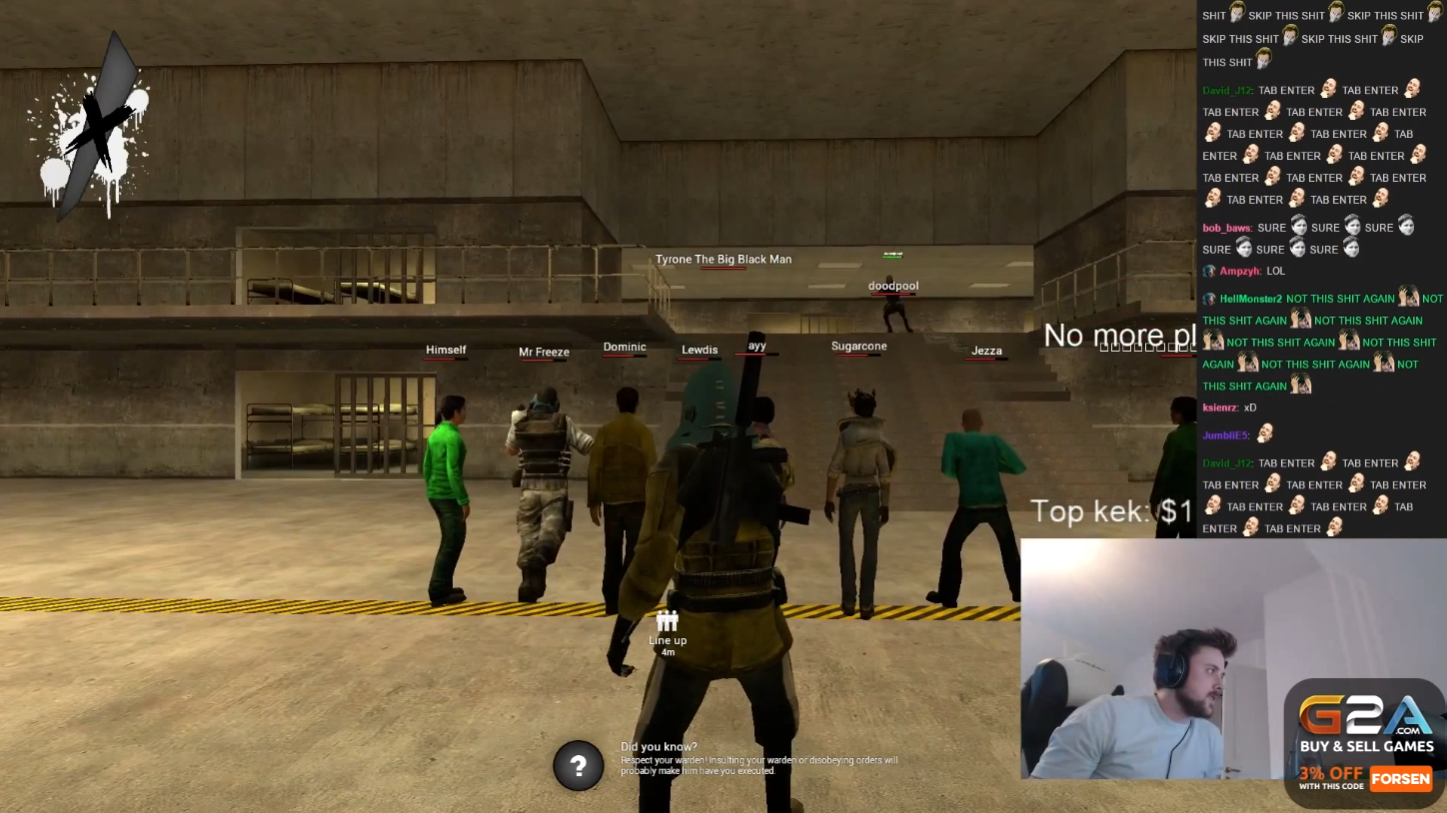 Tyrone The Big Black Man
doodpool
Himself
Mr Freeze
Dominic
Lewdis
ayy
Sugarcone
Jezza
No more pl
Top kek: $1
Line up
4m
?
Did you know?
Respect your warden! Insulting your warden or disobeying orders will
probably make him have you executed.
SHIT SKIP THIS SHIT SKIP THIS SHIT
SKIP THIS SHIT SKIP THIS SHIT SKIP
THIS SHIT
David_J12: TAB ENTER TAB ENTER
TAB ENTER TAB ENTER TAB ENTER
TAB ENTER TAB ENTER TAB
ENTER TAB ENTER TAB ENTER
TAB ENTER TAB ENTER TAB ENTER
TAB ENTER TAB ENTER
bob_baws: SURE SURE SURE
SURE SURE SURE
Ampzyh: LOL
HellMonster2 NOT THIS SHIT AGAIN NOT
THIS SHIT AGAIN NOT THIS SHIT AGAIN
NOT THIS SHIT AGAIN NOT THIS SHIT
AGAIN NOT THIS SHIT AGAIN NOT
THIS SHIT AGAIN
ksienrz: xD
JumbliE5:
David_J12: TAB ENTER TAB ENTER
TAB ENTER TAB ENTER TAB ENTER
TAB ENTER TAB ENTER TAB
ENTER TAB ENTER
G2A
.COM
BUY & SELL GAMES
3% OFF
WITH THIS CODE
FORSEN